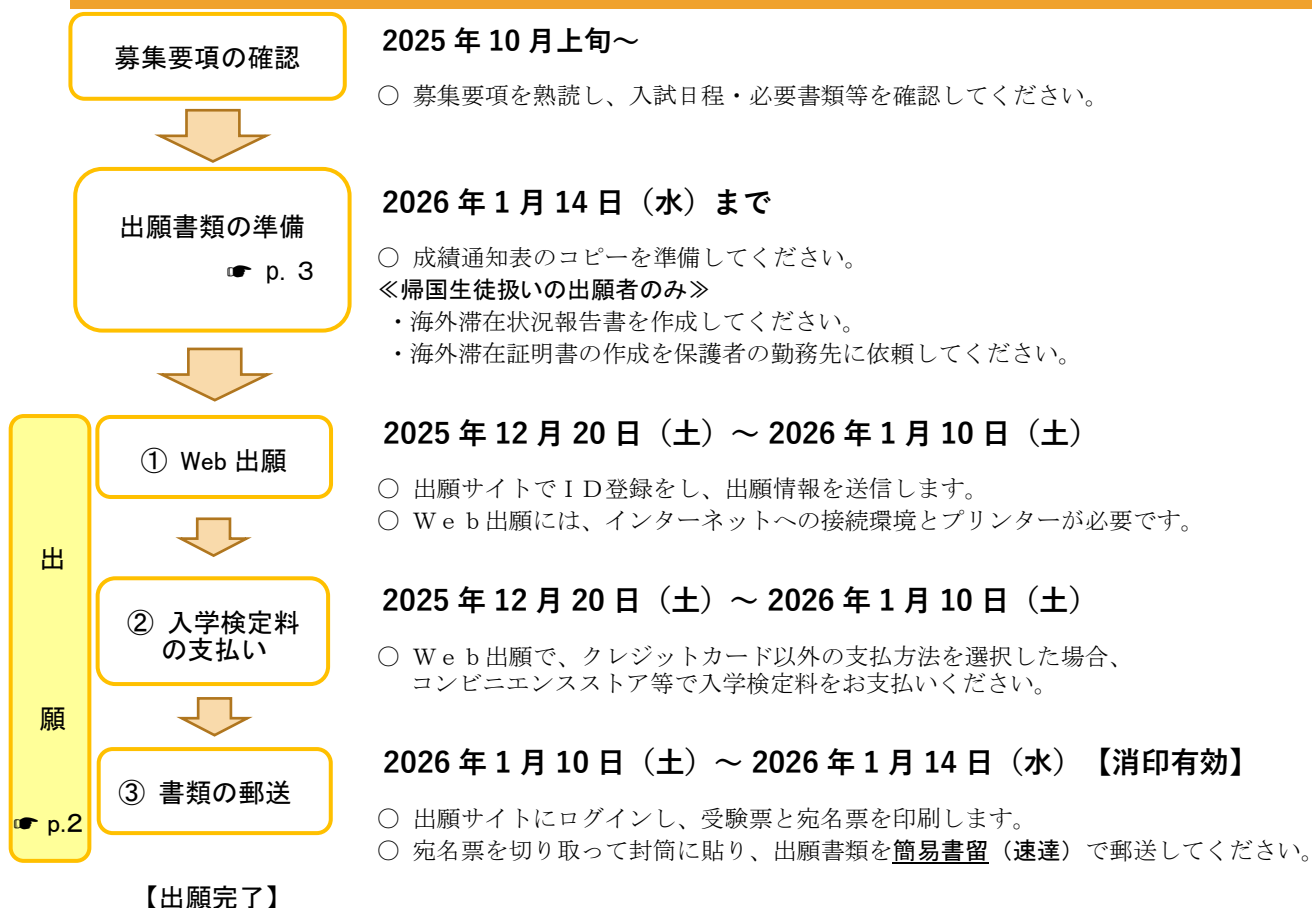 募集要項の確認
2025 年 10 月上旬～
○ 募集要項を熟読し、入試日程・必要書類等を確認してください。
出願書類の準備
☛ p. 3
2026 年 1 月 14 日（水）まで
○ 成績通知表のコピーを準備してください。
≪帰国生徒扱いの出願者のみ≫
・海外滞在状況報告書を作成してください。
・海外滞在証明書の作成を保護者の勤務先に依頼してください。
出
願
☛ p.2
① Web 出願
2025 年 12 月 20 日（土）～ 2026 年 1 月 10 日（土）
○ 出願サイトでＩＤ登録をし、出願情報を送信します。
○ Ｗｅｂ出願には、インターネットへの接続環境とプリンターが必要です。
② 入学検定料
の支払い
2025 年 12 月 20 日（土）～ 2026 年 1 月 10 日（土）
○ Ｗｅｂ出願で、クレジットカード以外の支払方法を選択した場合、
コンビニエンスストア等で入学検定料をお支払いください。
③ 書類の郵送
2026 年 1 月 10 日（土）～ 2026 年 1 月 14 日（水）【消印有効】
○ 出願サイトにログインし、受験票と宛名票を印刷します。
○ 宛名票を切り取って封筒に貼り、出願書類を簡易書留（速達）で郵送してください。
【出願完了】